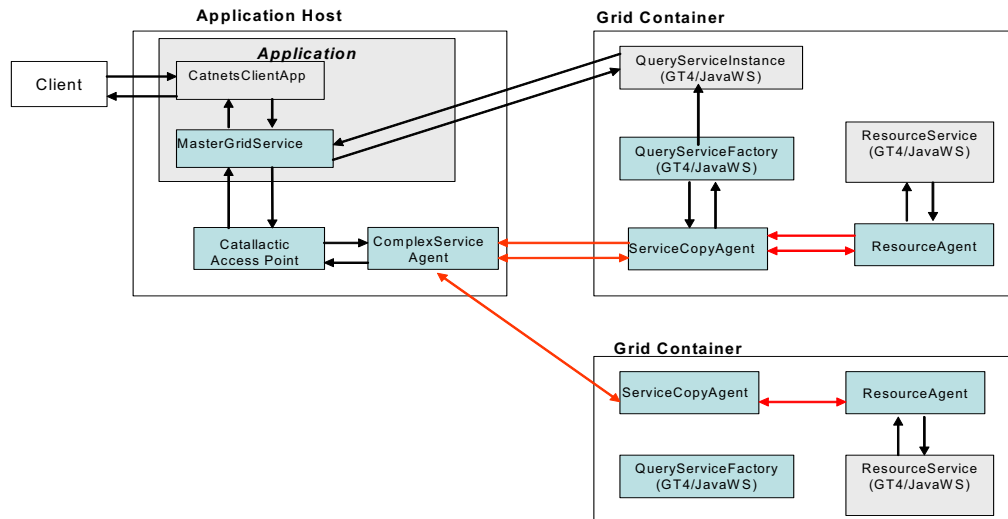 Application Host
Grid Container
Application
Client
CatnetsClientApp
MasterGridService
Catallactic
Access Point
ComplexService
Agent
QueryServiceInstance
(GT4/JavaWS)
QueryServiceFactory
(GT4/JavaWS)
ResourceService
(GT4/JavaWS)
ServiceCopyAgent
ResourceAgent
Grid Container
ServiceCopyAgent
ResourceAgent
QueryServiceFactory
(GT4/JavaWS)
ResourceService
(GT4/JavaWS)